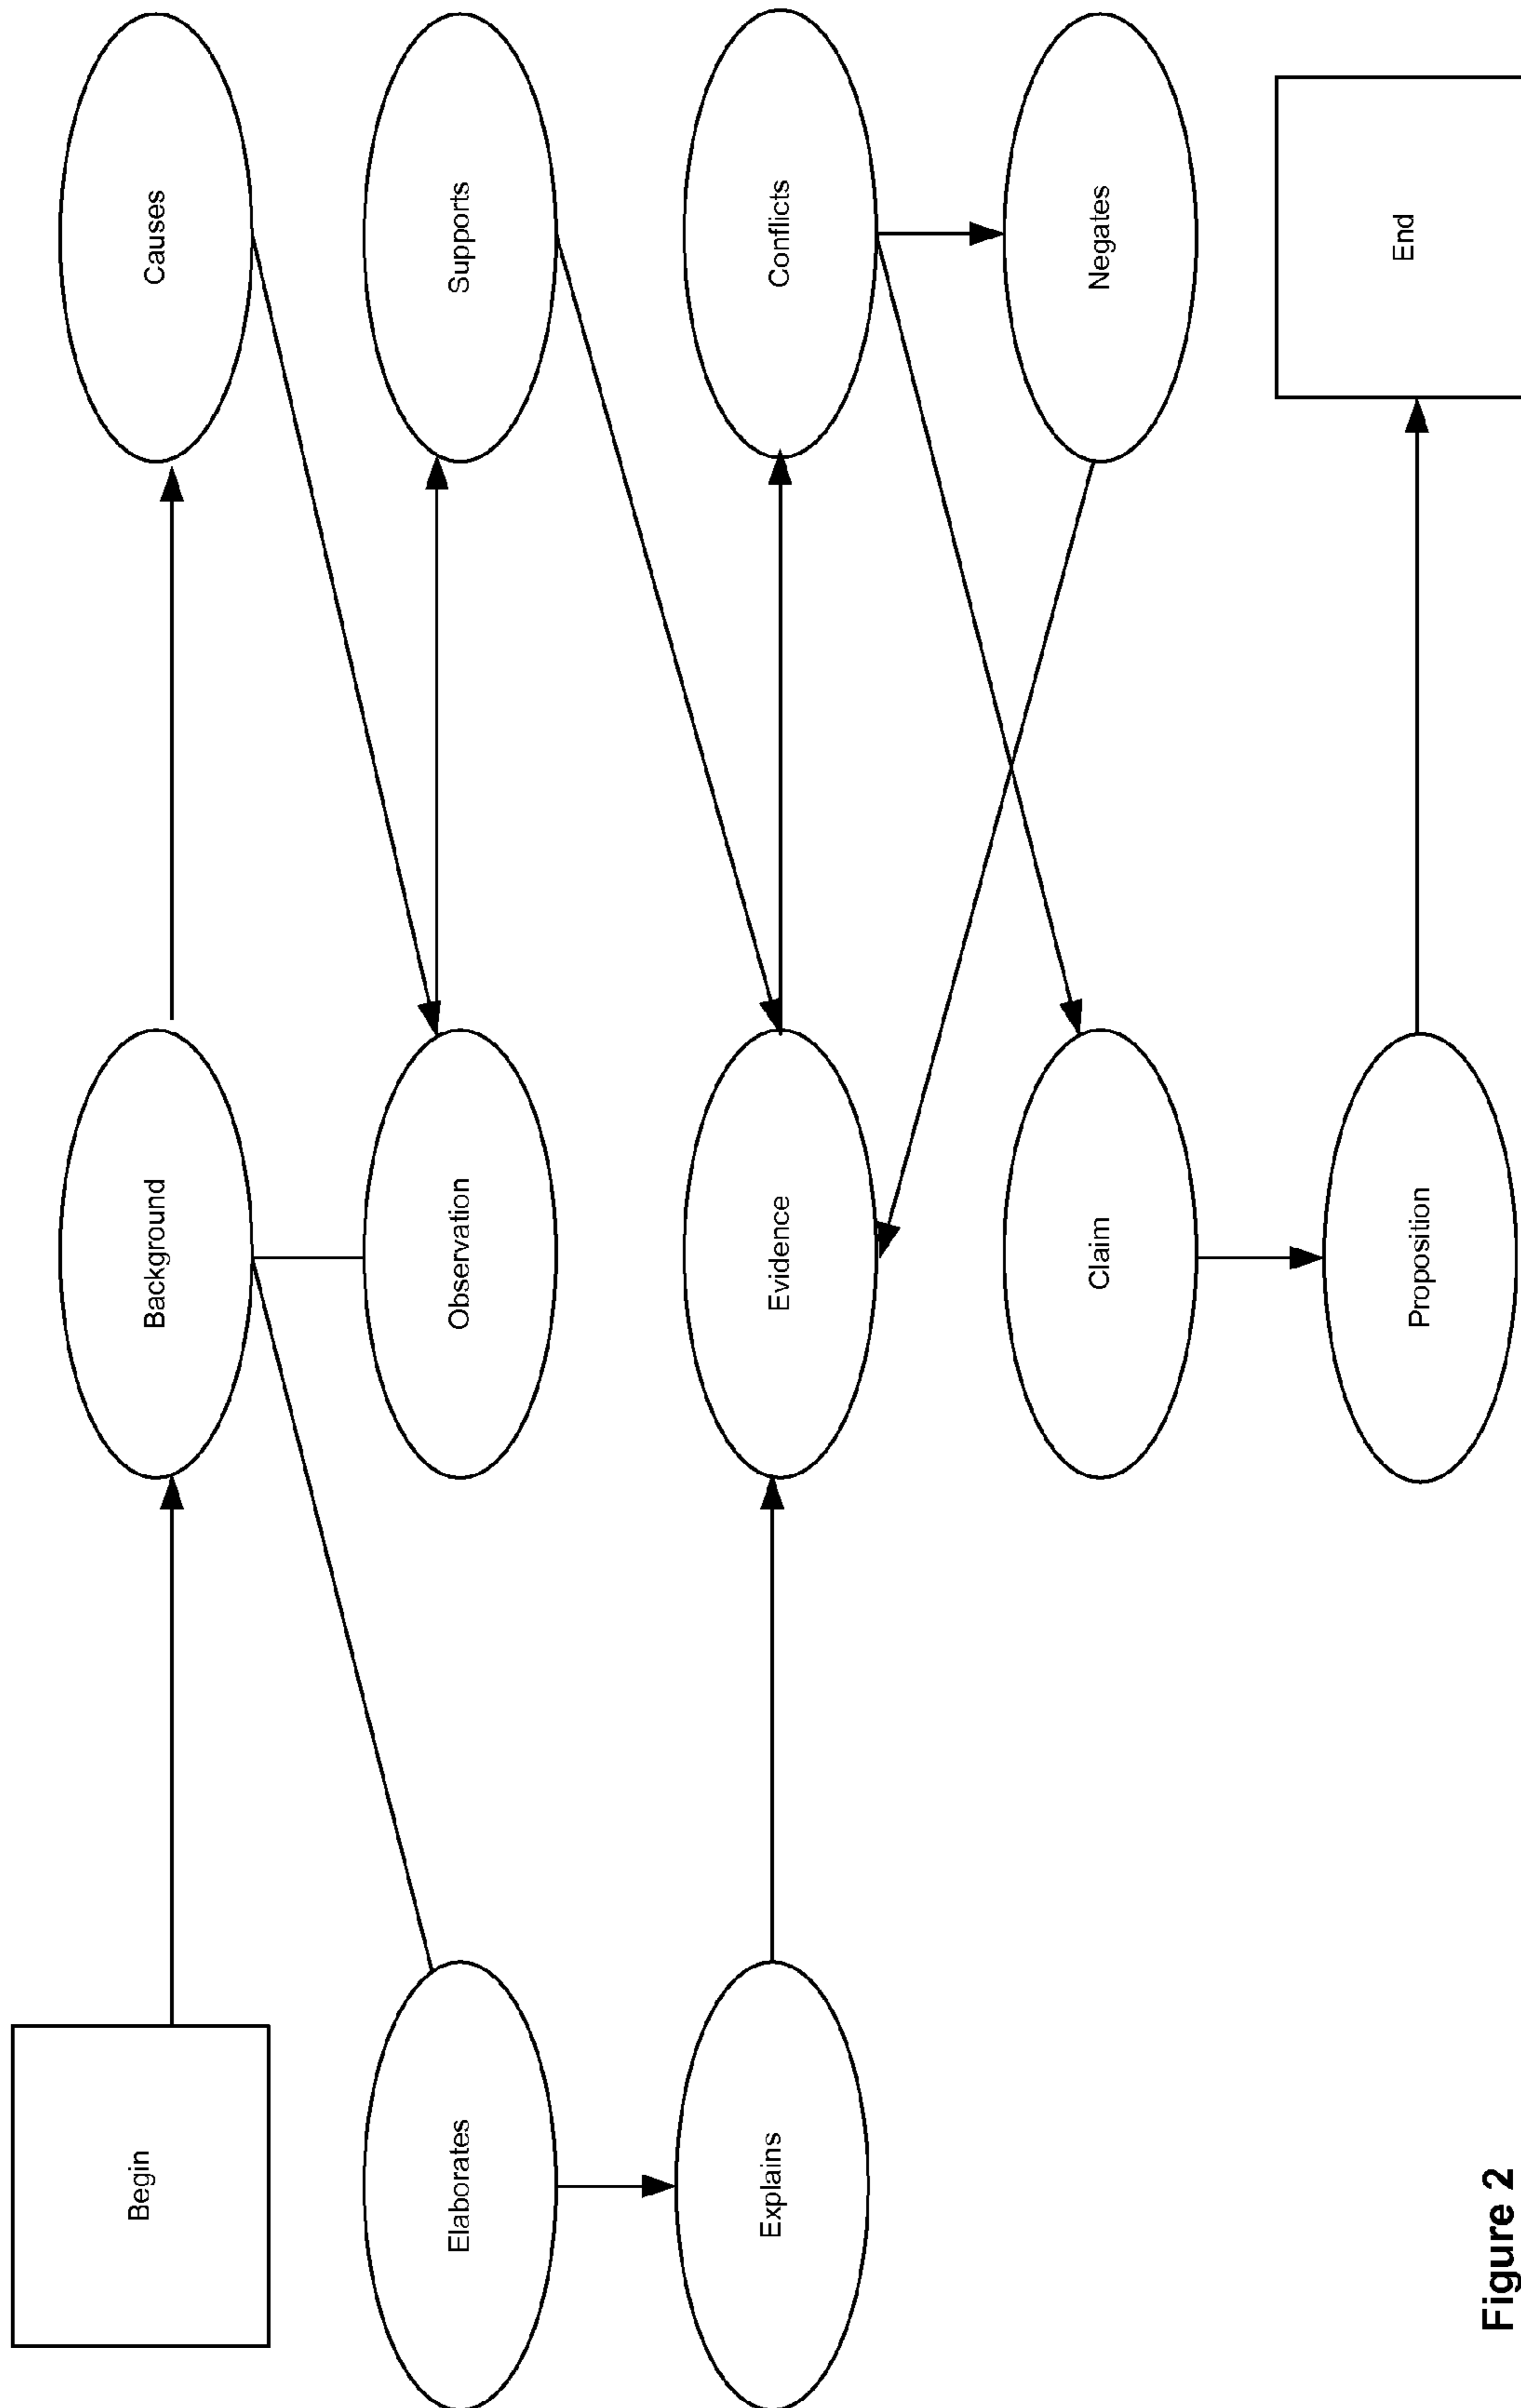 Begin
Background
Causes
Elaborates
Observation
Supports
Explains
Evidence
Conflicts
Claim
Negates
Proposition
End
Figure 2